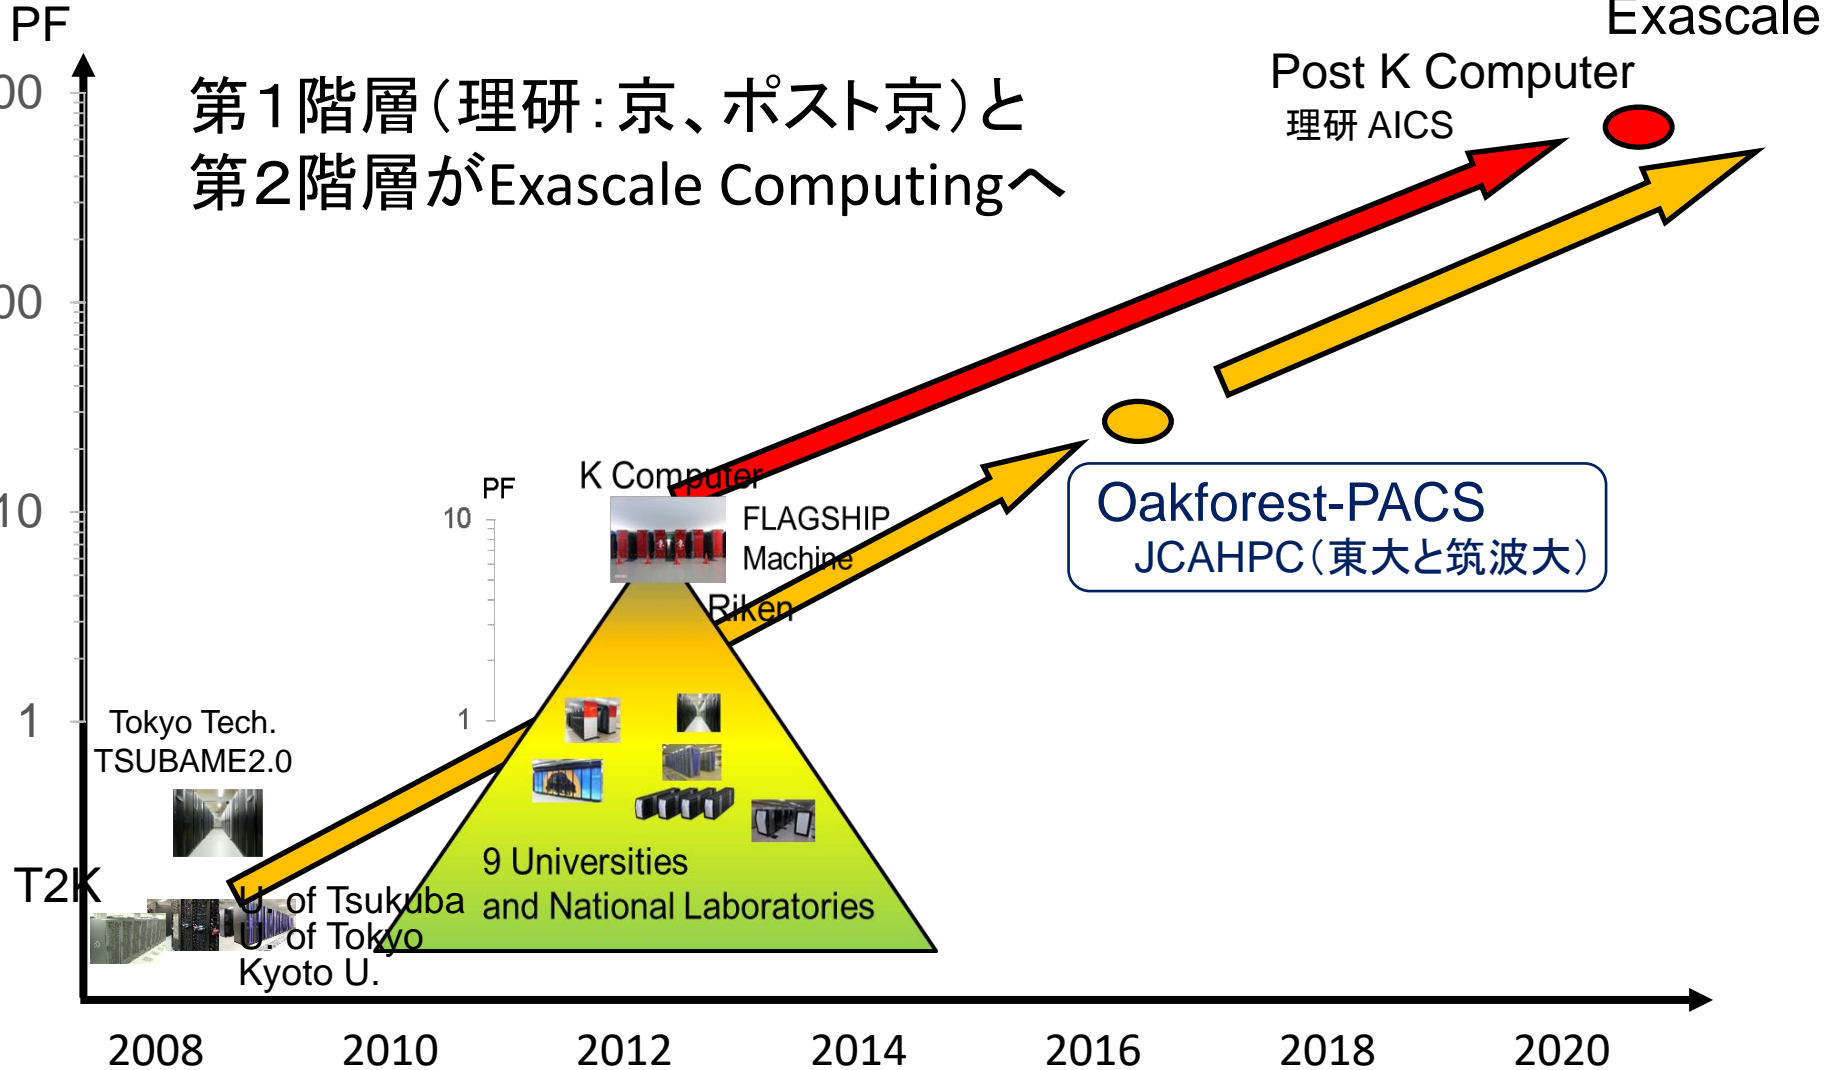 PF
Exascale
第1階層(理研:京、ポスト京)と
第2階層がExascale Computingへ
Post K Computer
理研 AICS
00
00
10
1
K Computer
PF
10
1
FLAGSHIP
Machine
Riken
Oakforest-PACS
JCAHPC(東大と筑波大)
Tokyo Tech.
TSUBAME2.0
T2K
U. of Tsukuba
U. of Tokyo
Kyoto U.
9 Universities
and National Laboratories
2008 2010 2012 2014 2016 2018 2020